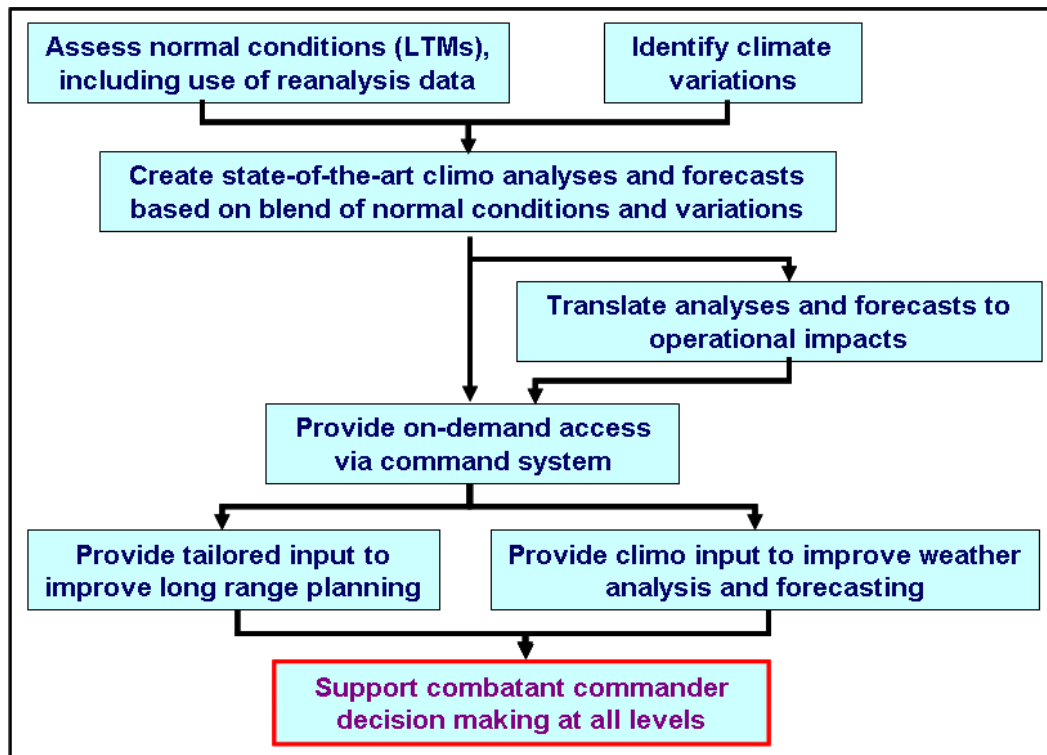 Assess normal conditions (LTMs),
including use of reanalysis data
Identify climate
variations
Create state-of-the-art climo analyses and forecasts
based on blend of normal conditions and variations
Translate analyses and forecasts to
operational impacts
Provide on-demand access
via command system
Provide tailored input to
improve long range planning
Provide climo input to improve weather
analysis and forecasting
Support combatant commander
decision making at all levels